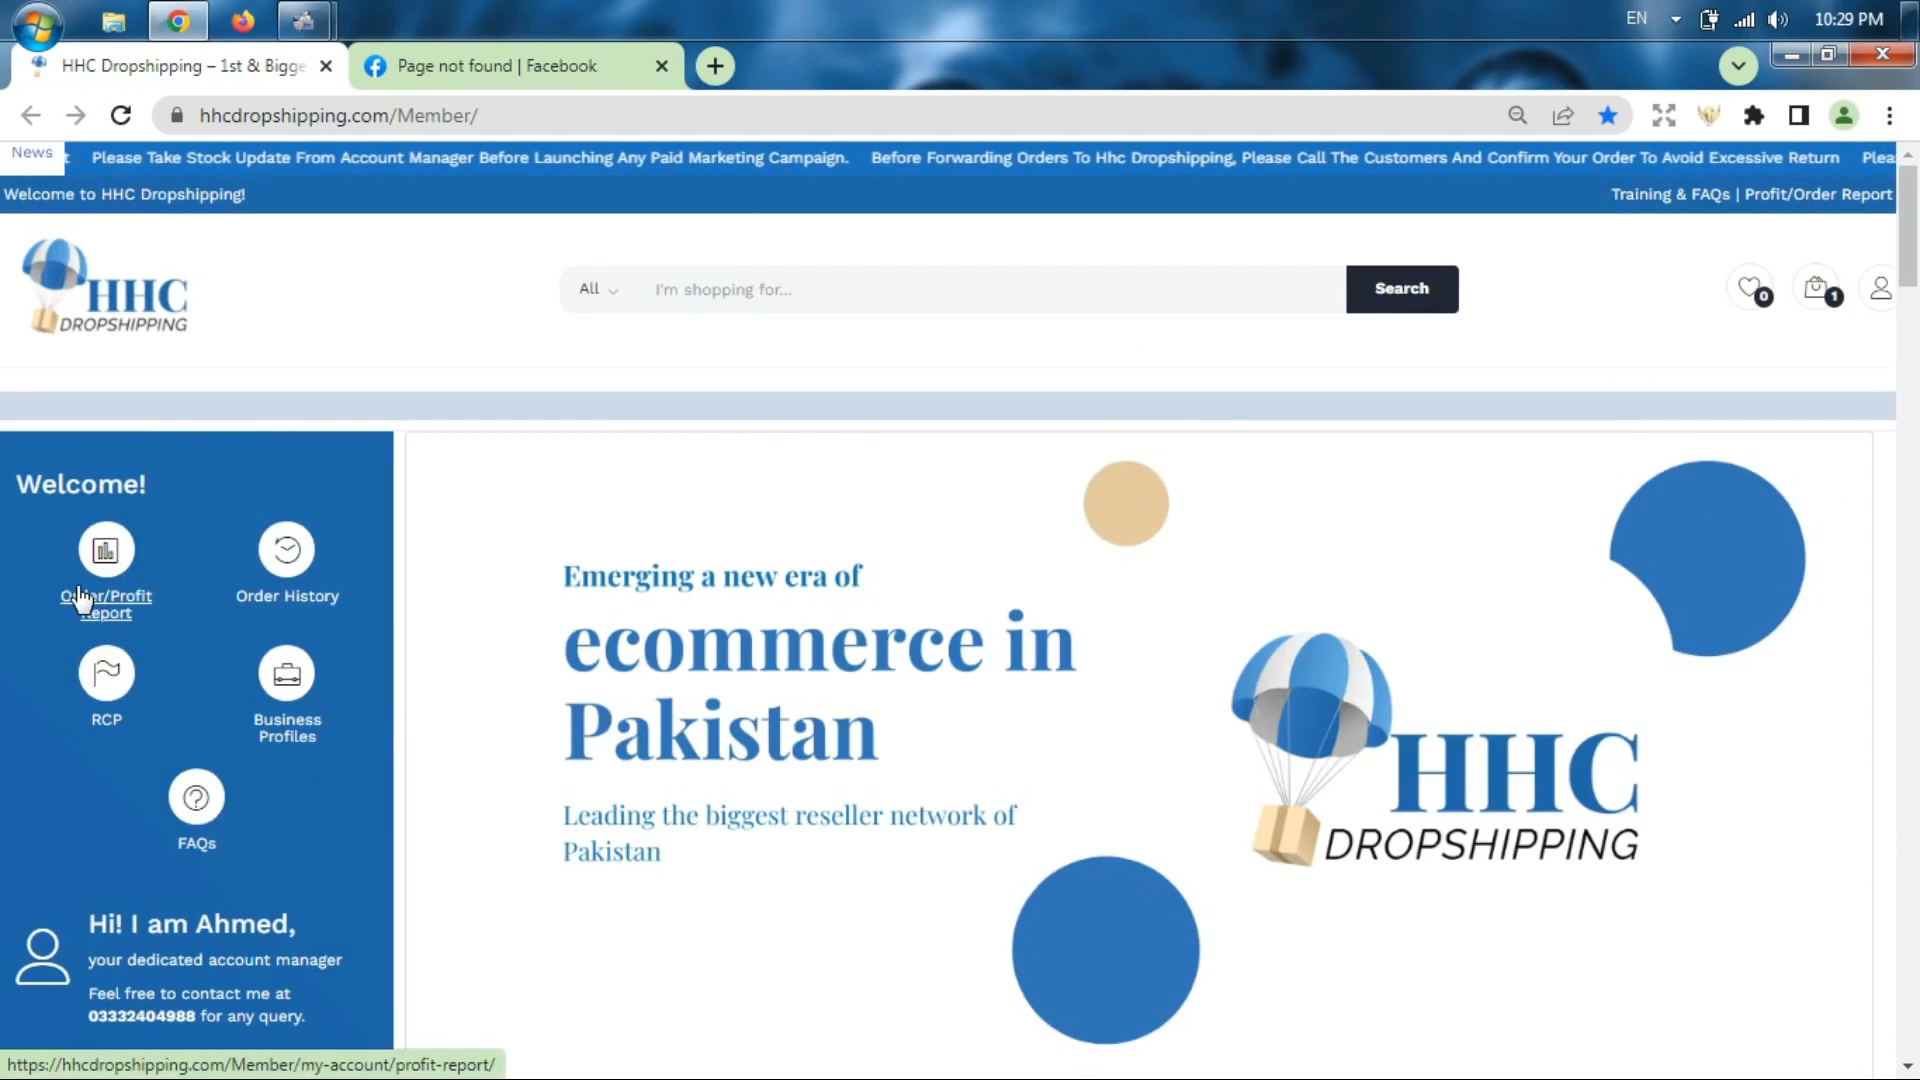 EN
10:29 PM
HHC Dropshipping – 1st & Bigge
Page not found | Facebook
hhcdropshipping.com/Member/
News
Please Take Stock Update From Account Manager Before Launching Any Paid Marketing Campaign. Before Forwarding Orders To Hhc Dropshipping, Please Call The Customers And Confirm Your Order To Avoid Excessive Return Plea
Welcome to HHC Dropshipping!
Training & FAQs | Profit/Order Report
HHC
DROPSHIPPING
All
I'm shopping for...
Search
0
1
Welcome!
Order/Profit
Report
Order History
RCP
Business
Profiles
FAQs
Hi! I am Ahmed,
your dedicated account manager
Feel free to contact me at
03332404988 for any query.
Emerging a new era of
ecommerce in
Pakistan
Leading the biggest reseller network of
Pakistan
HHC
DROPSHIPPING
https://hhcdropshipping.com/Member/my-account/profit-report/